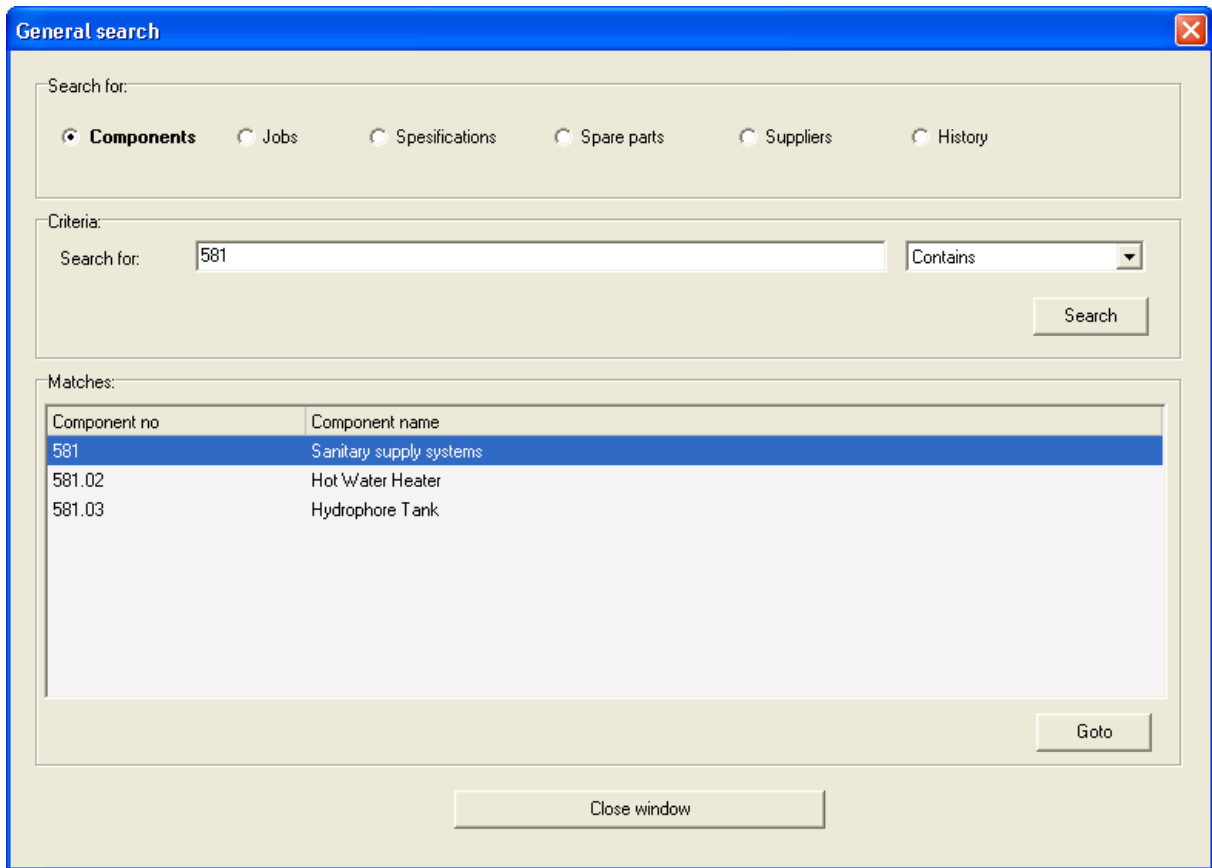 General search
Search for:
Components Jobs Spesifications Spare parts Suppliers History
Criteria:
Search for: 581 Contains
Search
Matches:
Component no Component name
581 Sanitary supply systems
581.02 Hot Water Heater
581.03 Hydrophore Tank
Goto
Close window